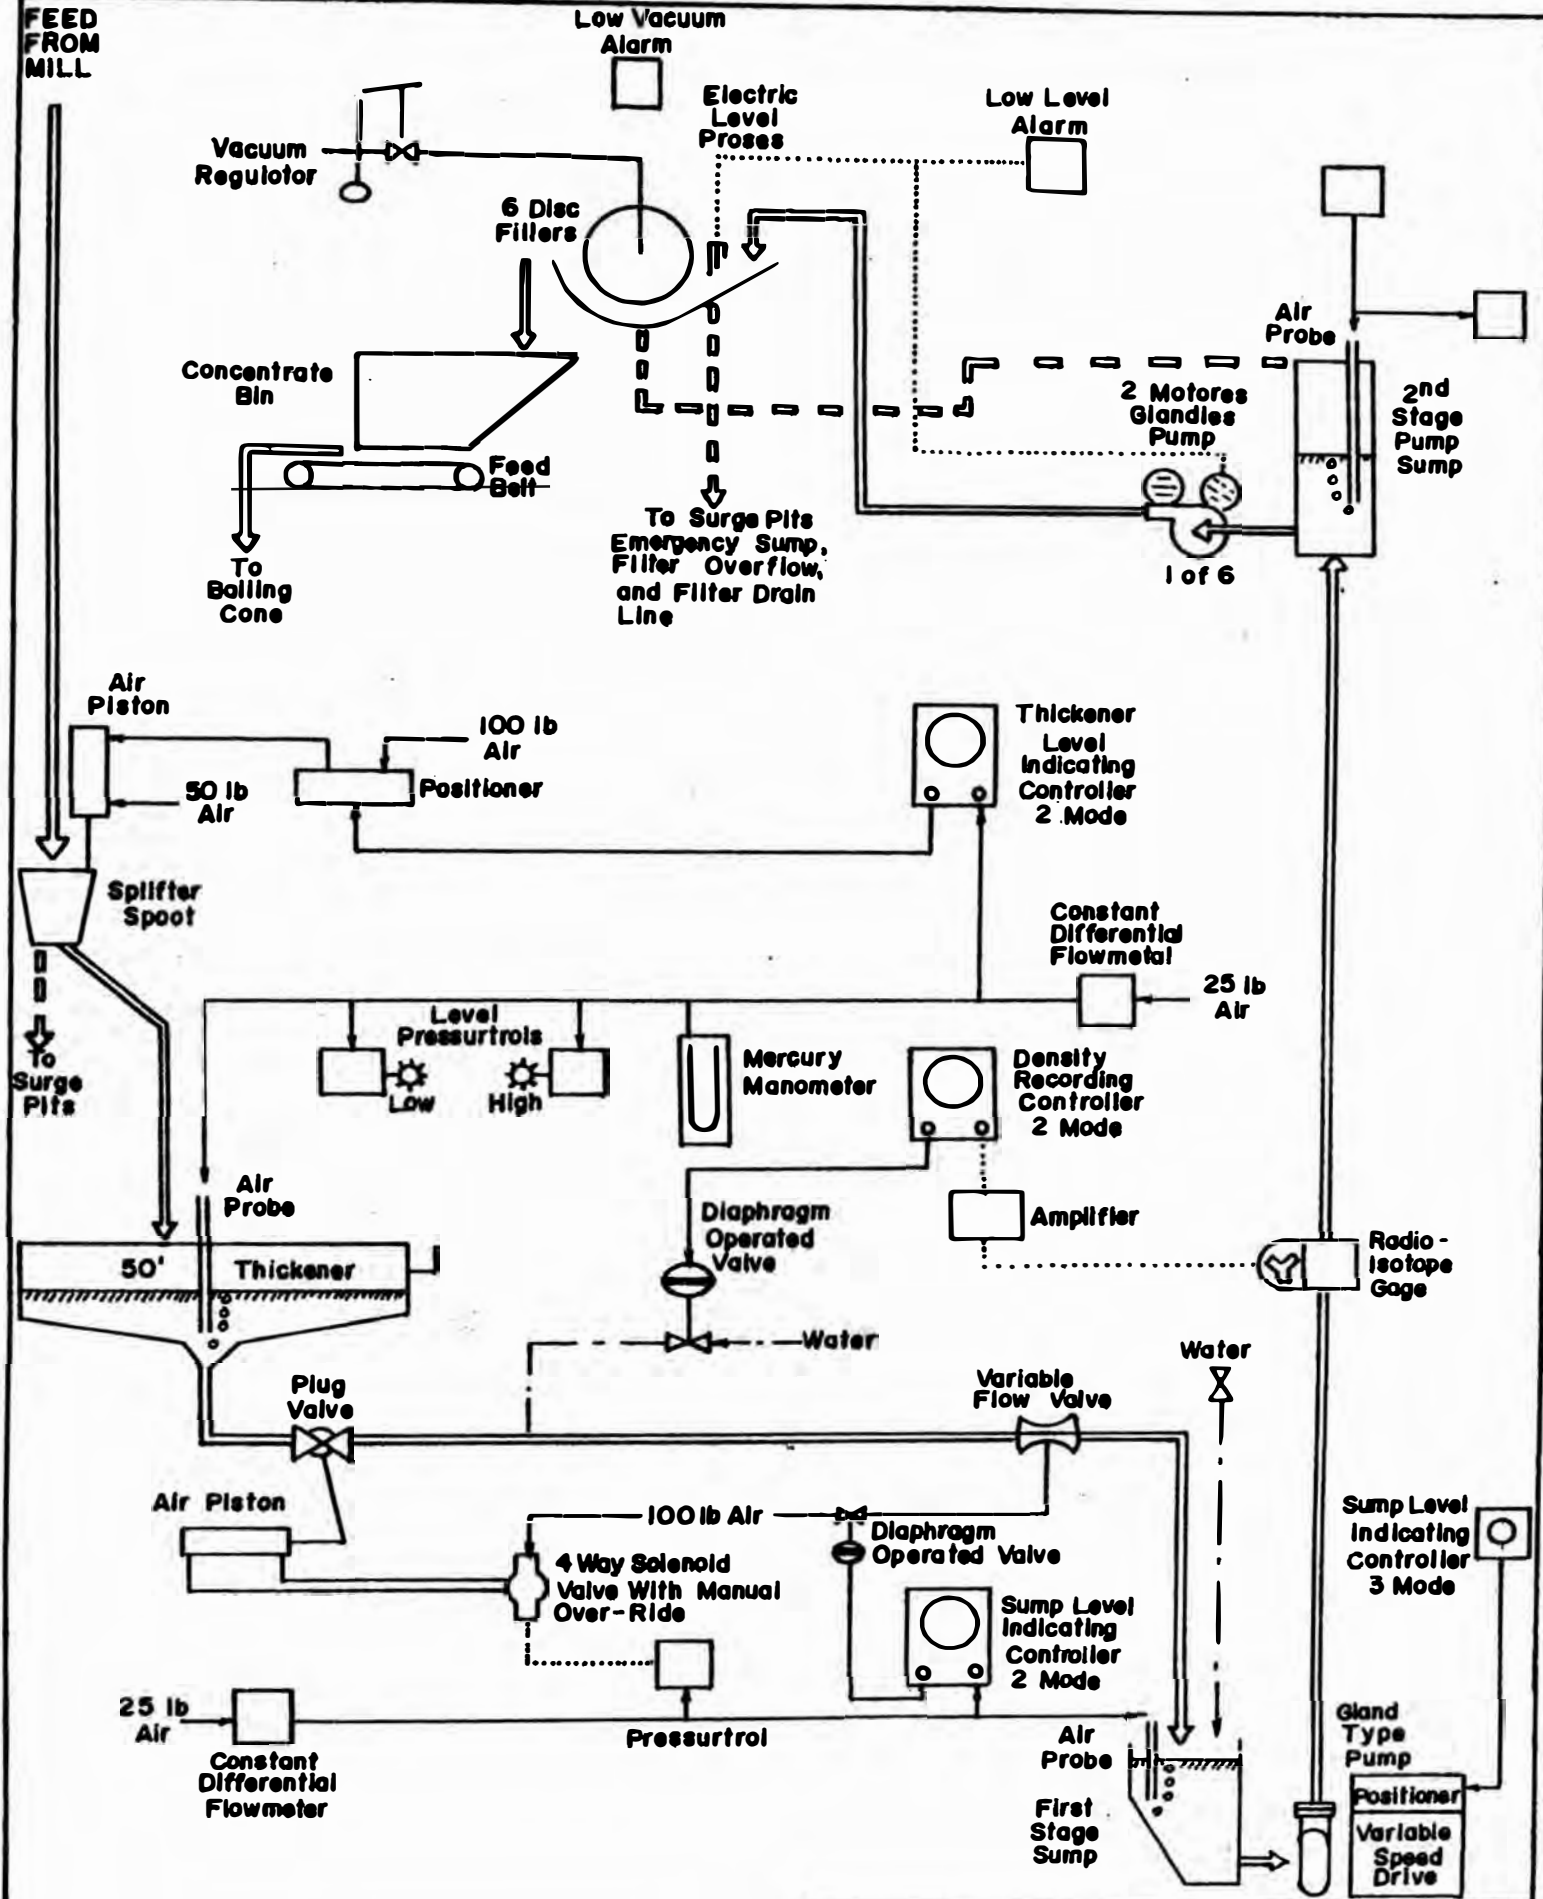 FEED
FROM
MILL
Low Vacuum
Alarm
Electric
Level
Proses
Low Level
Alarm
Vacuum
Regulotor
6 Disc
Fillers
Air
Probe
Concentrate
Bin
2 Motores
Glandles
Pump
2nd
Stage
Pump
Sump
Feed
Belt
To
Balling
Cone
To Surge Pits
Emergency Sump,
Filter Overflow,
and Filter Drain
Line
1 of 6
Air
Piston
100 lb
Air
50 lb
Air
Positioner
Thickener
Level
Indicating
Controller
2 Mode
Splifter
Spoot
Constant
Differential
Flowmetal
25 lb
Air
Level
Pressurtrols
Low
High
Mercury
Manometer
Density
Recording
Controller
2 Mode
To
Surge
Pits
Air
Probe
Diaphragm
Operated
Valve
Amplifier
Radio-
Isotope
Gage
50' Thickener
Water
Water
Plug
Valve
Variable
Flow Valve
Air Piston
100 lb Air
Diaphragm
Operated Valve
4 Way Solenoid
Valve With Manual
Over-Ride
Sump Level
Indicating
Controller
2 Mode
Sump Level
Indicating
Controller
3 Mode
25 lb
Air
Constant
Differential
Flowmeter
Pressurtrol
Air
Probe
First
Stage
Sump
Gland
Type
Pump
Positioner
Variable
Speed
Drive